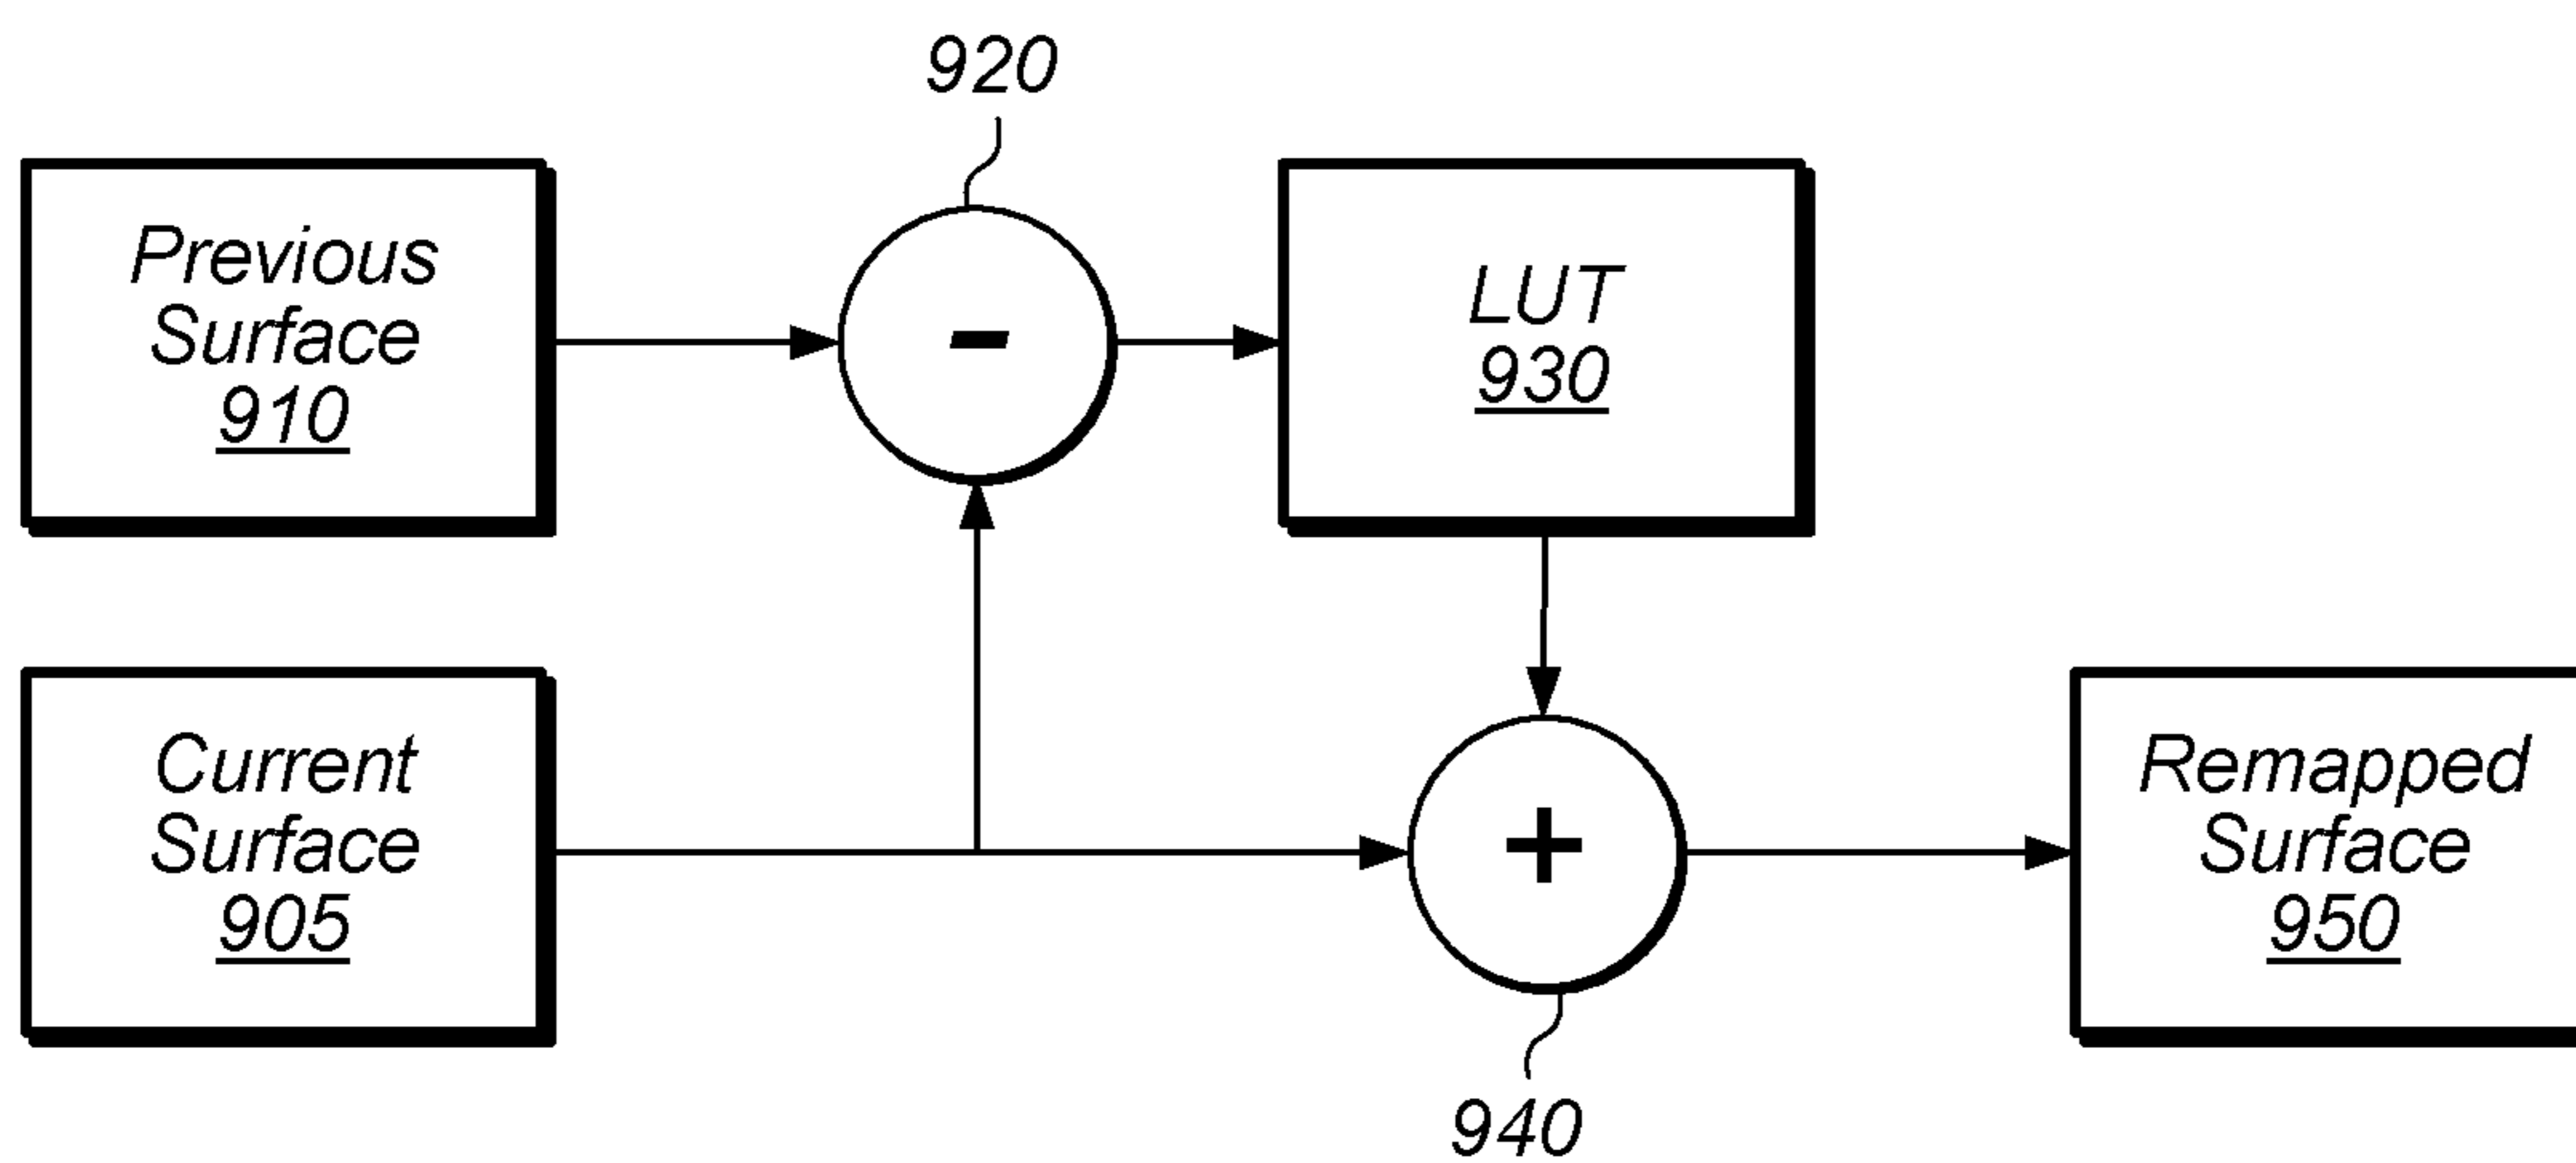 920
Previous
Surface
910
-
LUT
930
Current
Surface
905
+
Remapped
Surface
950
940